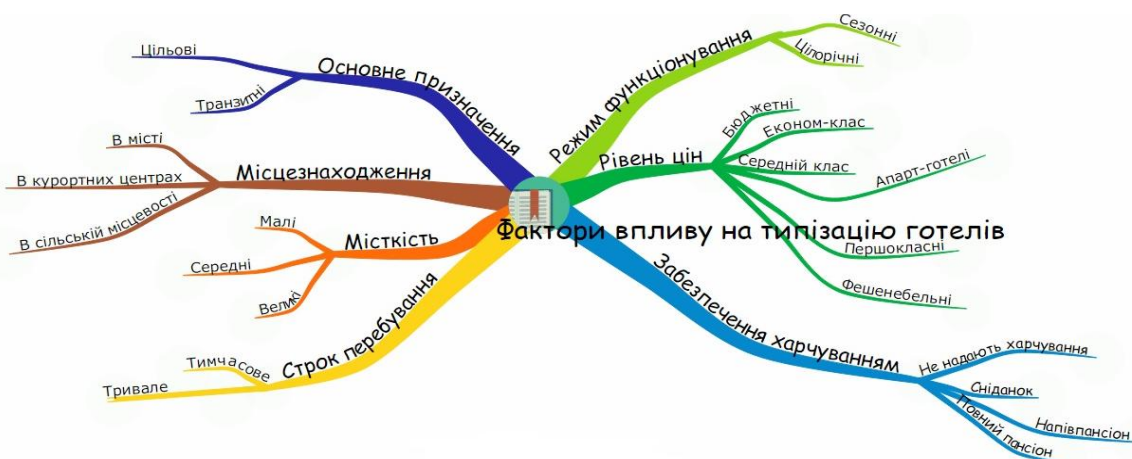 Фактори впливу на типізацію готелів
Основне призначення
Цільові
Транзитні
Місцезнаходження
В місті
В курортних центрах
В сільській місцевості
Місткість
Малі
Середні
Великі
Строк перебування
Тимчасове
Тривале
Режим функціонування
Сезонні
Цілорічні
Рівень цін
Бюджетні
Економ-клас
Середній клас
Апарт-готелі
Першокласні
Фешенебельні
Забезпечення харчуванням
Не надають харчування
Сніданок
Напівпансіон
Повний пансіон